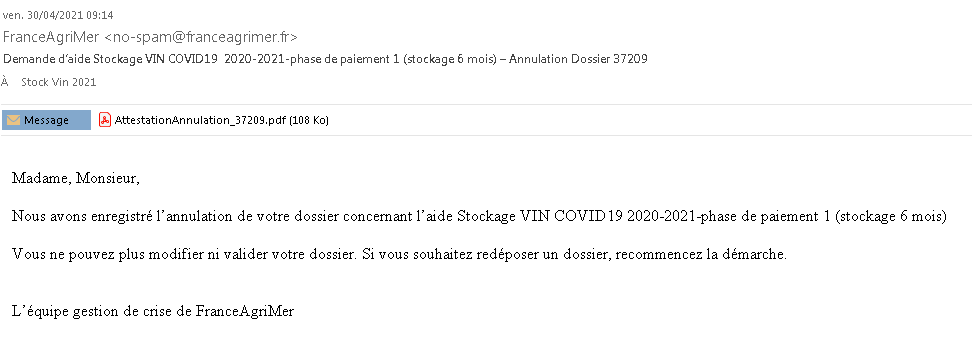 ven. 30/04/2021 09:14
FranceAgriMer <no-spam@franceagrimer.fr>
Demande d'aide Stockage VIN COVID19  2020-2021-phase de paiement 1 (stockage 6 mois) – Annulation Dossier 37209
À Stock Vin 2021
Message AttestationAnnulation_37209.pdf (108 Ko)
Madame, Monsieur,
Nous avons enregistré l'annulation de votre dossier concernant l'aide Stockage VIN COVID19 2020-2021-phase de paiement 1 (stockage 6 mois)
Vous ne pouvez plus modifier ni valider votre dossier. Si vous souhaitez redéposer un dossier, recommencez la démarche.
L'équipe gestion de crise de FranceAgriMer